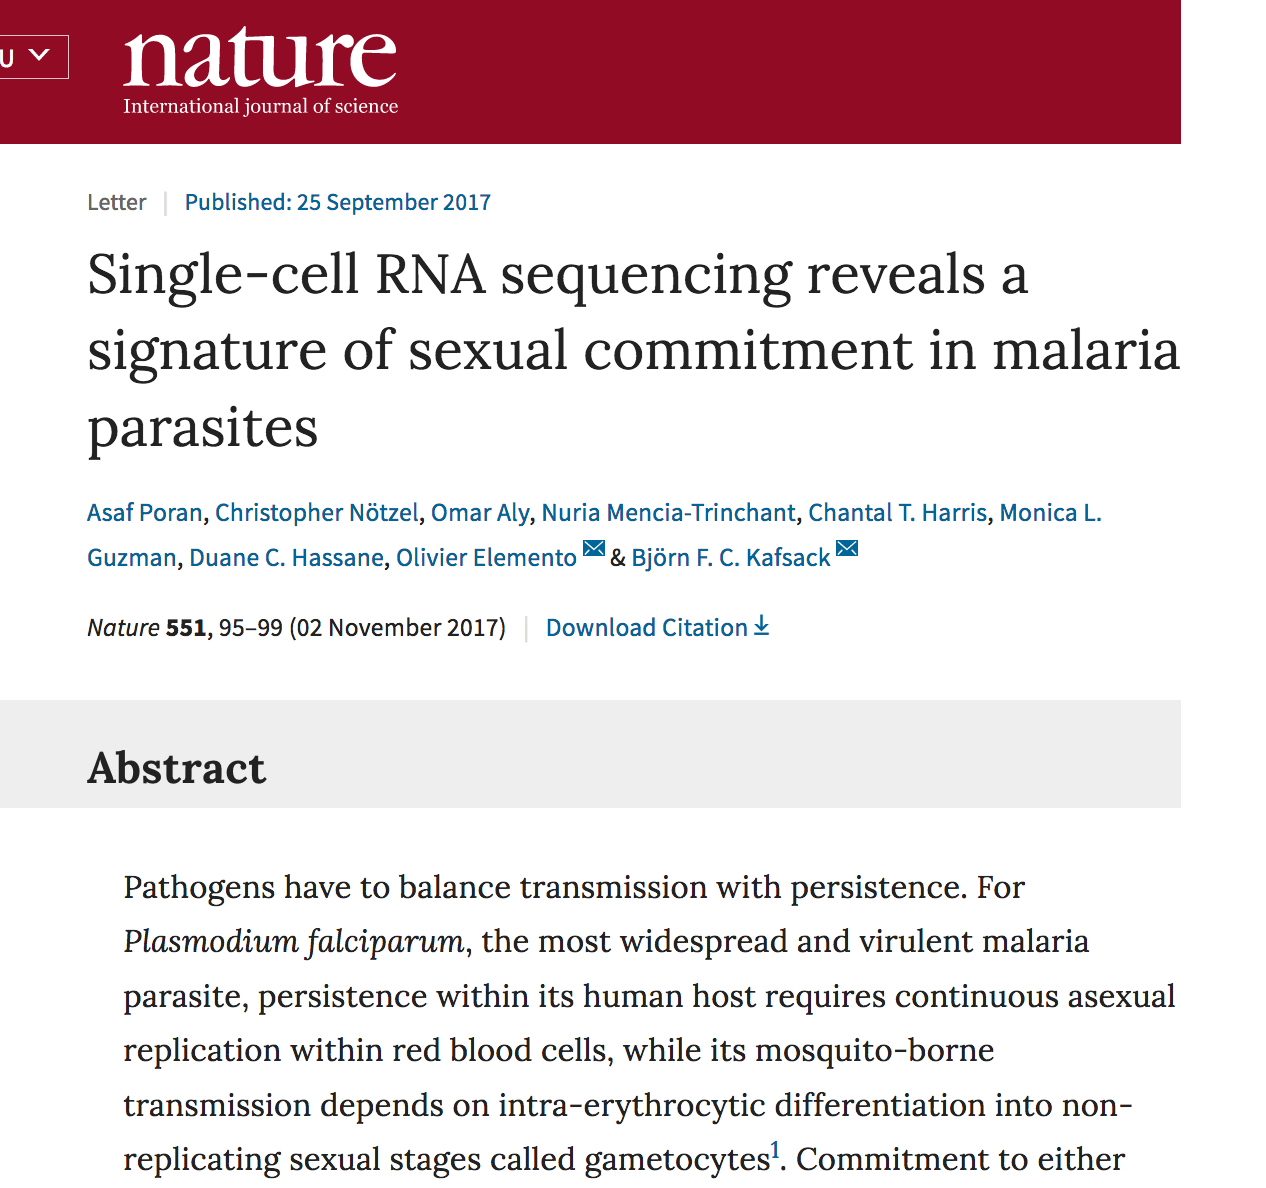 U
nature
International journal of science
Letter | Published: 25 September 2017
Single-cell RNA sequencing reveals a
signature of sexual commitment in malaria
parasites
Asaf Poran, Christopher Nötzel, Omar Aly, Nuria Mencia-Trinchant, Chantal T. Harris, Monica L.
Guzman, Duane C. Hassane, Olivier Elemento & Björn F. C. Kafsack
Nature 551, 95–99 (02 November 2017) | Download Citation
Abstract
Pathogens have to balance transmission with persistence. For
Plasmodium falciparum, the most widespread and virulent malaria
parasite, persistence within its human host requires continuous asexual
replication within red blood cells, while its mosquito-borne
transmission depends on intra-erythrocytic differentiation into non-
replicating sexual stages called gametocytes1. Commitment to either